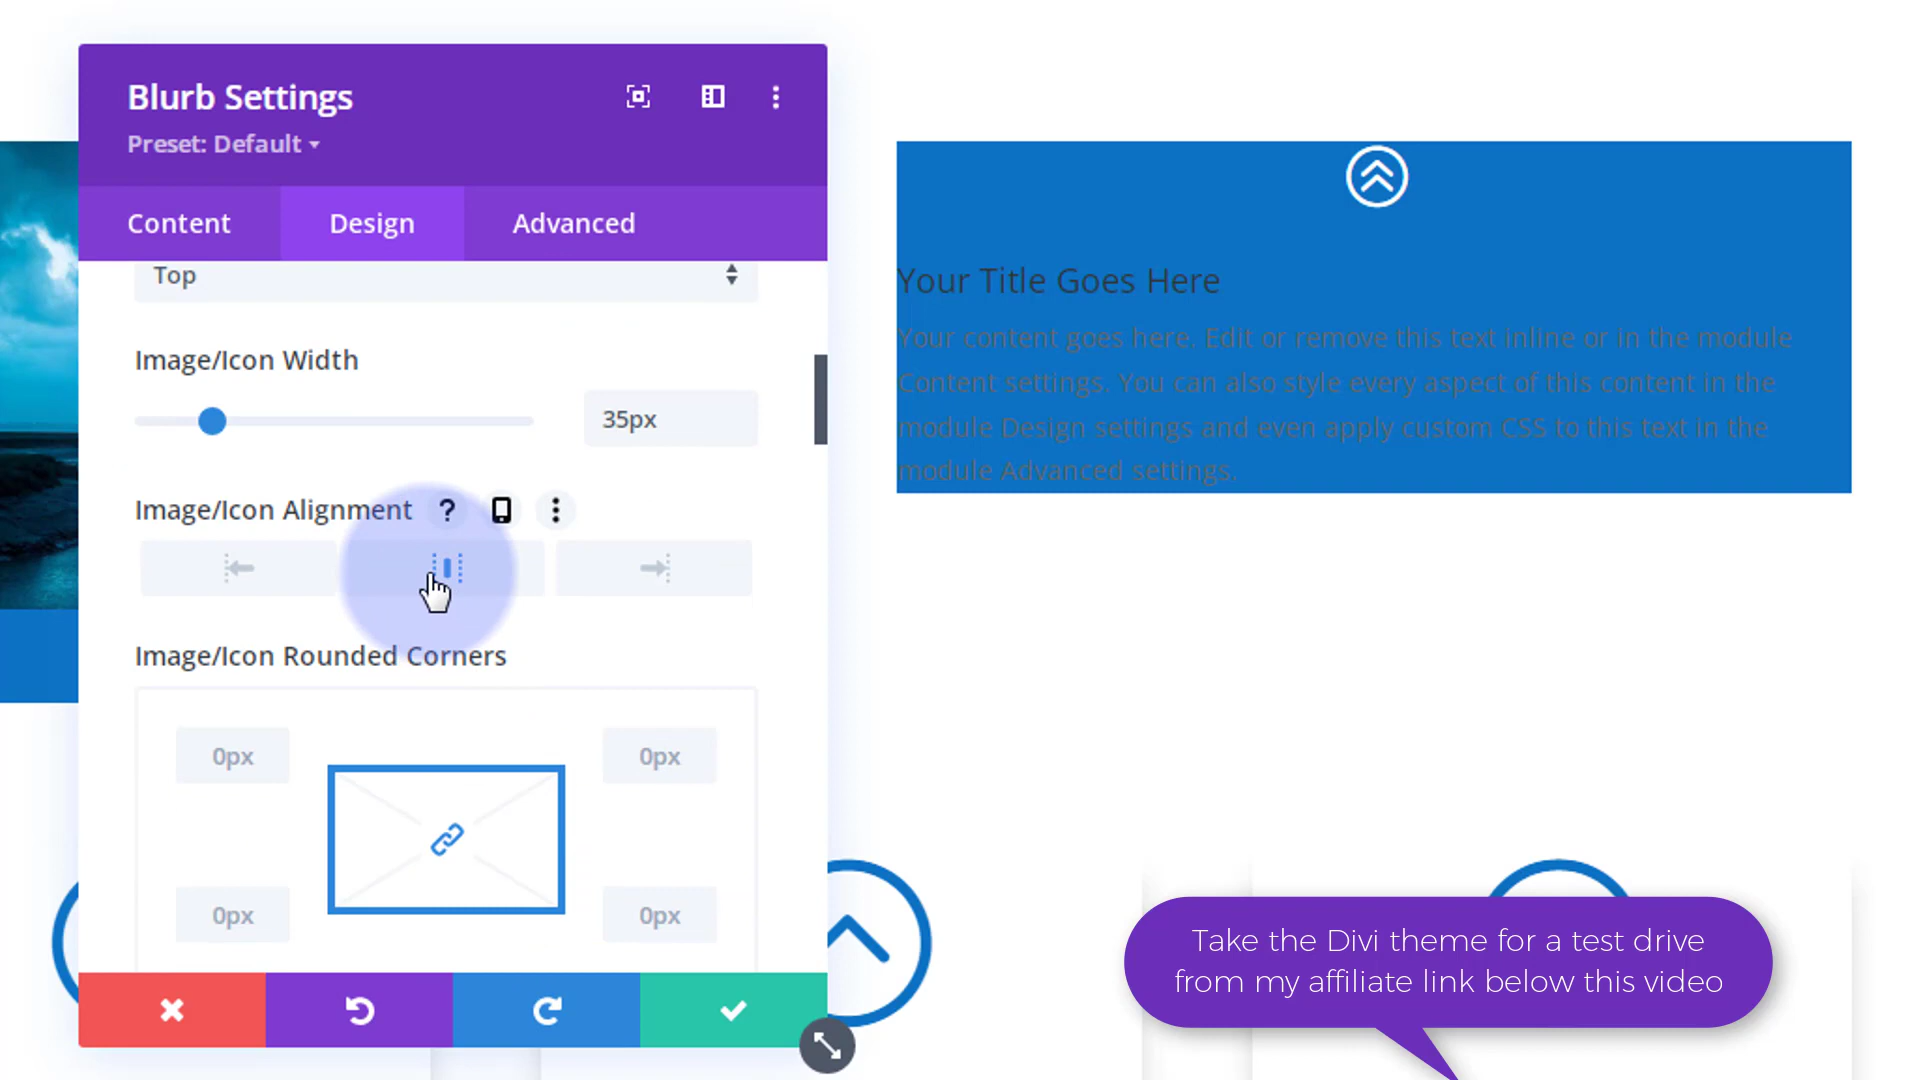 Blurb Settings
Preset: Default
Content
Design
Advanced
Top
Image/Icon Width
35px
Image/Icon Alignment
?
Image/Icon Rounded Corners
0px
0px
0px
0px
Your Title Goes Here
Your content goes here. Edit or remove this text inline or in the module
Content settings. You can also style every aspect of this content in the
module Design settings and even apply custom CSS to this text in the
module Advanced settings.
Take the Divi theme for a test drive
from my affiliate link below this video